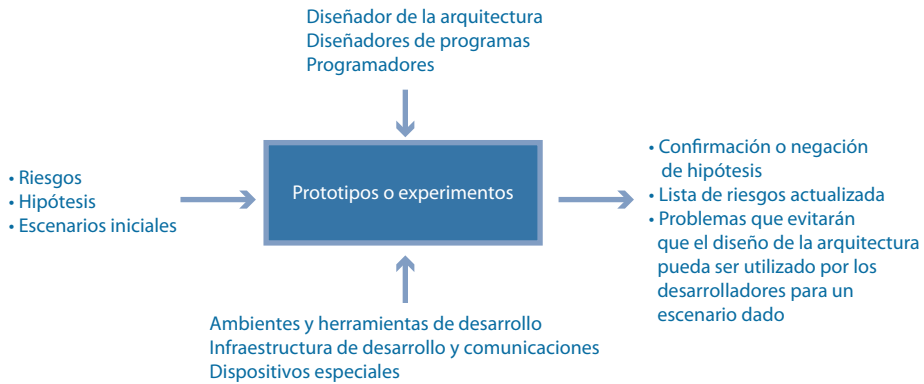 Diseñador de la arquitectura
Diseñadores de programas
Programadores
• Riesgos
• Hipótesis
• Escenarios iniciales
Prototipos o experimentos
• Confirmación o negación
de hipótesis
• Lista de riesgos actualizada
• Problemas que evitarán
que el diseño de la arquitectura
pueda ser utilizado por los
desarrolladores para un
escenario dado
Ambientes y herramientas de desarrollo
Infraestructura de desarrollo y comunicaciones
Dispositivos especiales